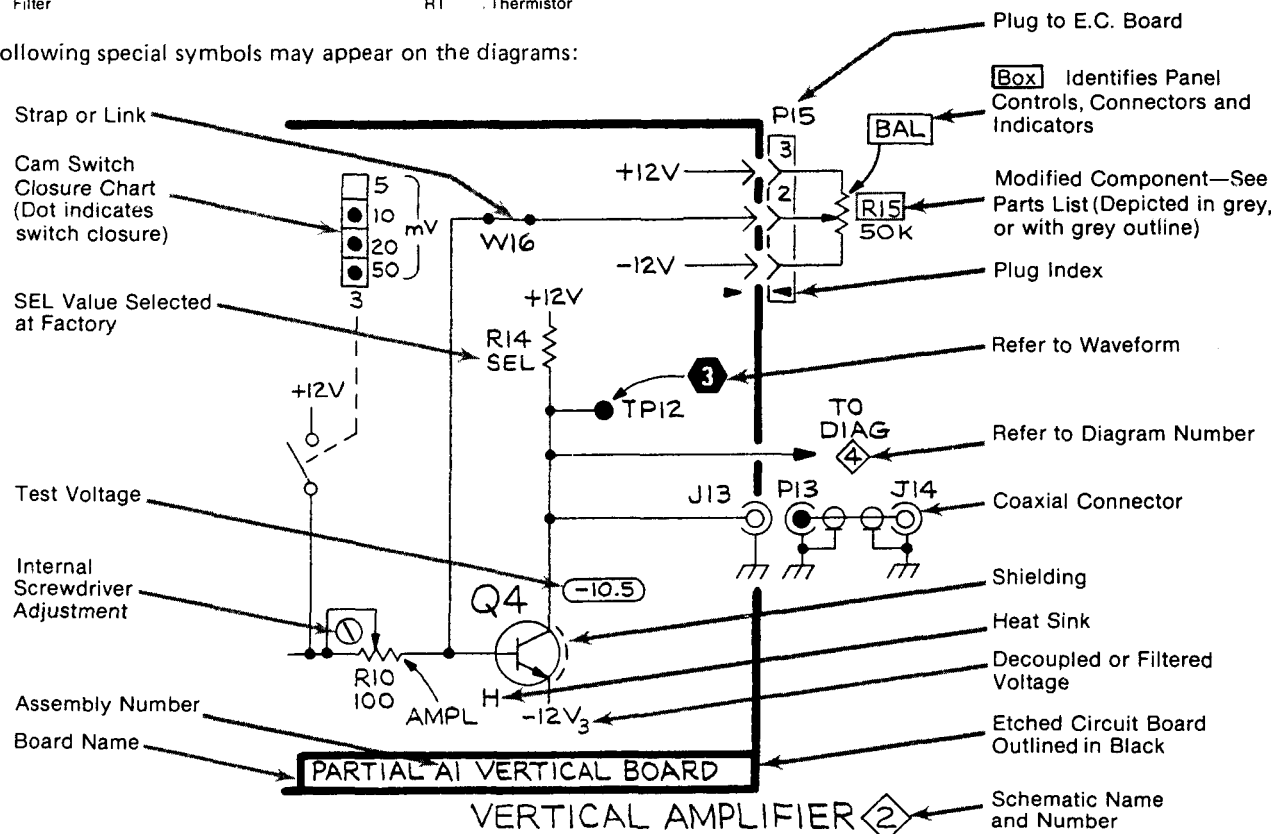 Filter
RT . Thermistor
ollowing special symbols may appear on the diagrams:
Plug to E.C. Board
Box Identifies Panel
Controls, Connectors and
Indicators
Strap or Link
Cam Switch
Closure Chart
(Dot indicates
switch closure)
Modified Component—See
Parts List (Depicted in grey,
or with grey outline)
Plug Index
SEL Value Selected
at Factory
Refer to Waveform
Refer to Diagram Number
Test Voltage
Coaxial Connector
Internal
Screwdriver
Adjustment
Shielding
Heat Sink
Decoupled or Filtered
Voltage
Assembly Number
Board Name
Etched Circuit Board
Outlined in Black
Schematic Name
and Number
P15
BAL
3
+12V
2
R15
50K
-12V
5
10
20
50
mV
3
W16
+12V
R14
SEL
3
TP12
TO
DIAG
4
+12V
J13
P13
J14
-10.5
Q4
R10
100
AMPL
H
-12V3
PARTIAL A1 VERTICAL BOARD
VERTICAL AMPLIFIER 2